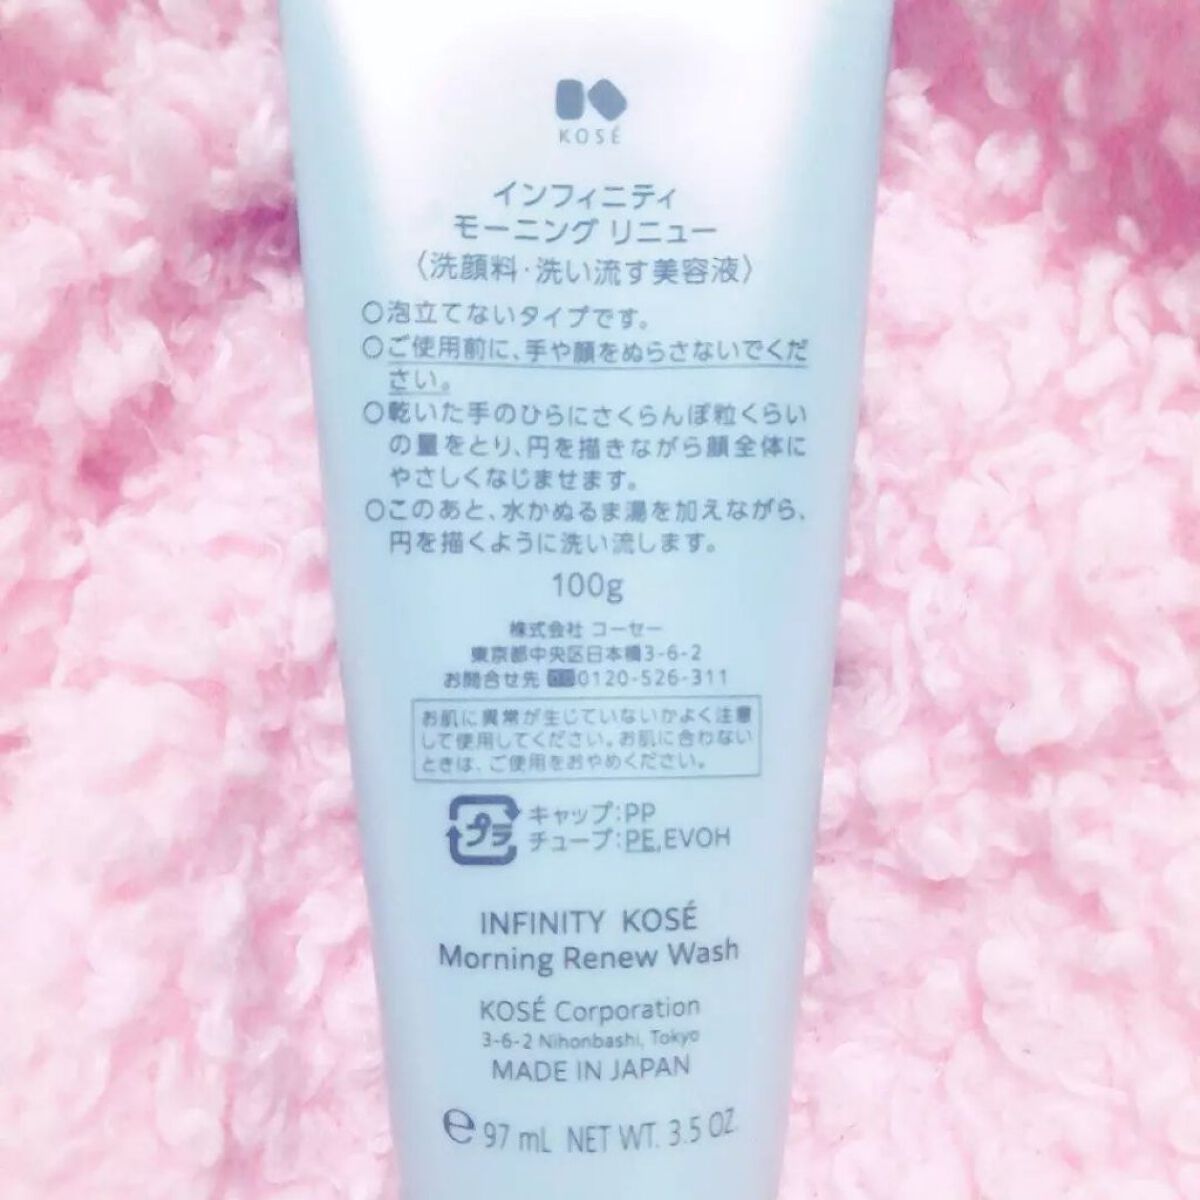 KOSÉ
インフィニティ
モーニング リニュー
〈洗顔料・洗い流す美容液〉
○泡立てないタイプです。
○ご使用前に、手や顔をぬらさないでくだ
さい。
○乾いた手のひらにさくらんぼ粒くらい
の量をとり、円を描きながら顔全体に
やさしくなじませます。
○このあと、水かぬるま湯を加えながら、
円を描くように洗い流します。
100g
株式会社 コーセー
東京都中央区日本橋3-6-2
お問合せ先 0120-526-311
お肌に異常が生じていないかよく注意
して使用してください。お肌に合わない
ときは、ご使用をおやめください。
プラ
キャップ:PP
チューブ:PE,EVOH
INFINITY KOSÉ
Morning Renew Wash
KOSÉ Corporation
3-6-2 Nihonbashi, Tokyo
MADE IN JAPAN
e 97 mL NET WT. 3.5 OZ.